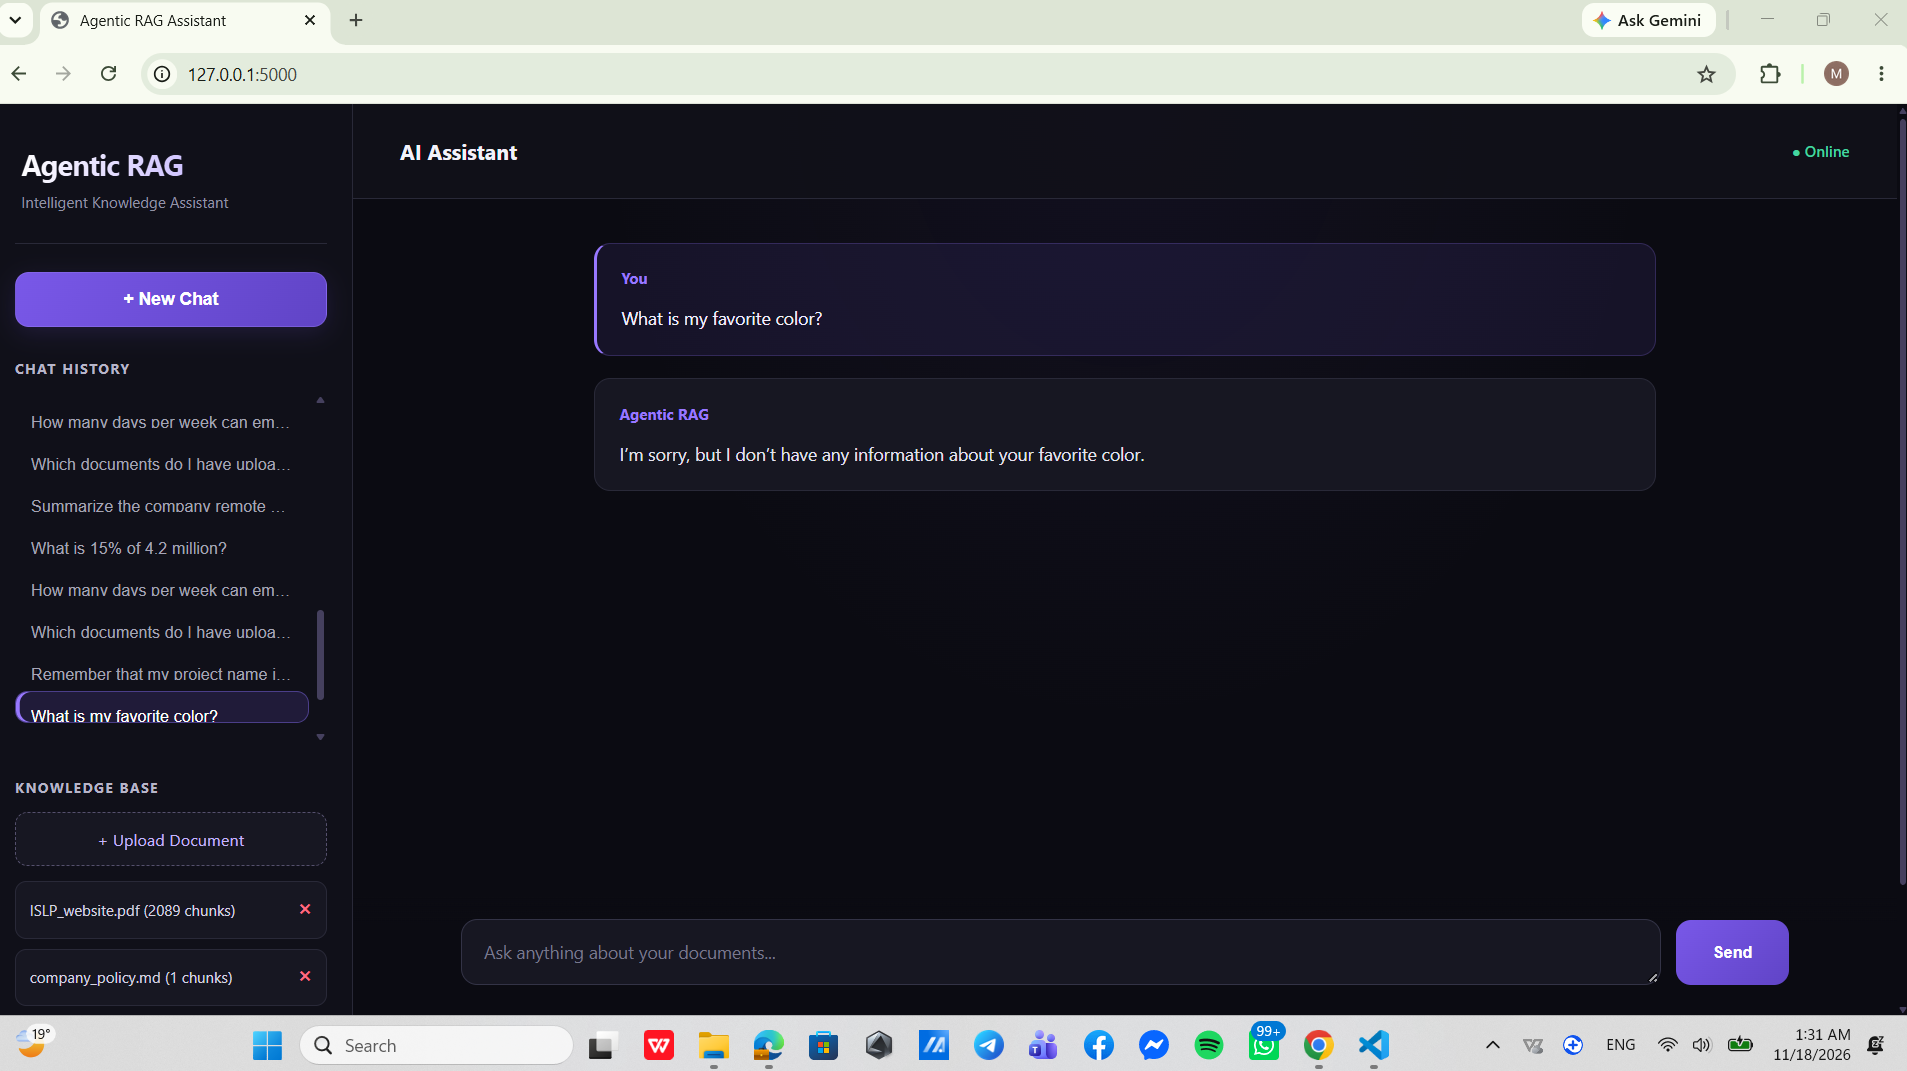 Agentic RAG Assistant
Ask Gemini
127.0.0.1:5000
M
Agentic RAG
Intelligent Knowledge Assistant
+ New Chat
CHAT HISTORY
How many days per week can em...
Which documents do I have uploa...
Summarize the company remote ...
What is 15% of 4.2 million?
How many days per week can em...
Which documents do I have uploa...
Remember that my project name i...
What is my favorite color?
KNOWLEDGE BASE
+ Upload Document
ISLP_website.pdf (2089 chunks)
company_policy.md (1 chunks)
AI Assistant
● Online
You
What is my favorite color?
Agentic RAG
I’m sorry, but I don’t have any information about your favorite color.
Ask anything about your documents...
Send
19°
Search
99+
ENG
1:31 AM
11/18/2026